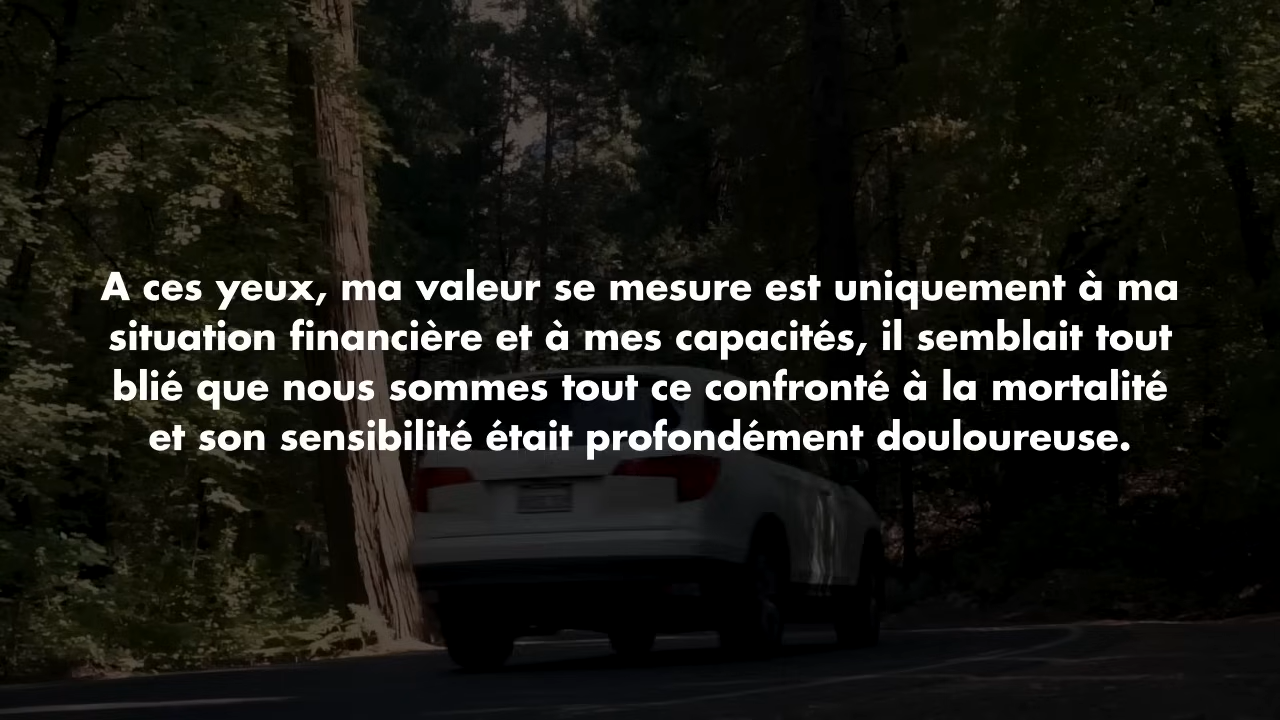 A ces yeux, ma valeur se mesure est uniquement à ma
situation financière et à mes capacités, il semblait tout
blié que nous sommes tout ce confronté à la mortalité
et son sensibilité était profondément douloureuse.